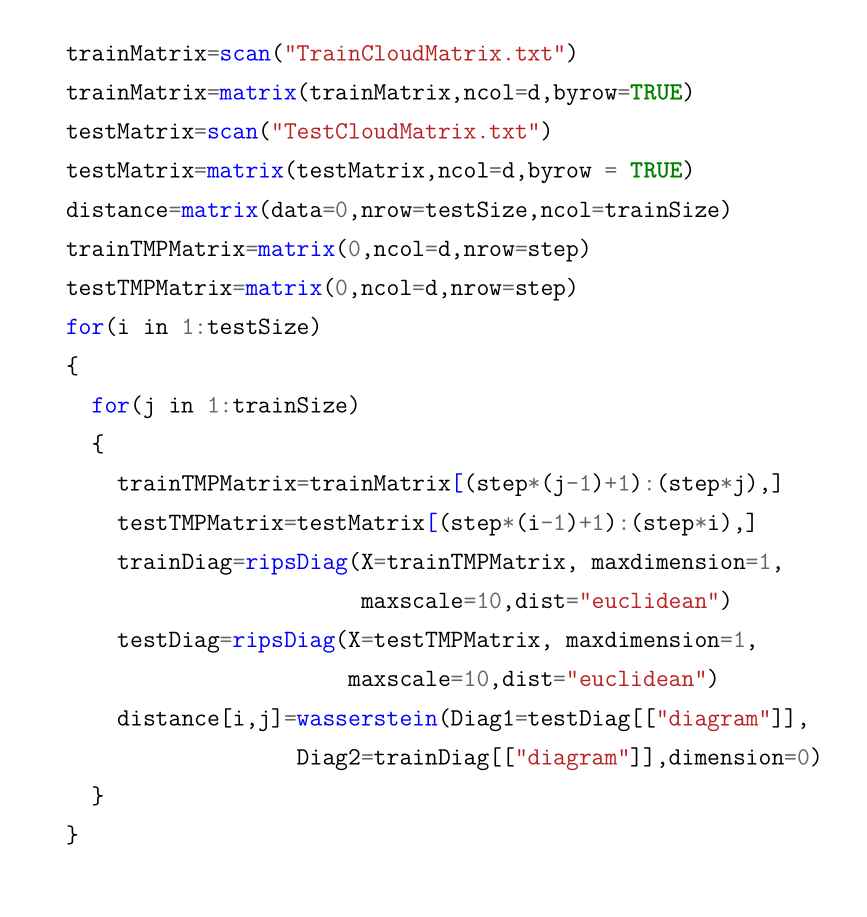 trainMatrix=scan("TrainCloudMatrix.txt")
trainMatrix=matrix(trainMatrix,ncol=d,byrow=TRUE)
testMatrix=scan("TestCloudMatrix.txt")
testMatrix=matrix(testMatrix,ncol=d,byrow = TRUE)
distance=matrix(data=0,nrow=testSize,ncol=trainSize)
trainTMPMatrix=matrix(0,ncol=d,nrow=step)
testTMPMatrix=matrix(0,ncol=d,nrow=step)
for(i in 1:testSize)
{
  for(j in 1:trainSize)
  {
    trainTMPMatrix=trainMatrix[(step*(j-1)+1):(step*j),]
    testTMPMatrix=testMatrix[(step*(i-1)+1):(step*i),]
    trainDiag=ripsDiag(X=trainTMPMatrix, maxdimension=1,
                       maxscale=10,dist="euclidean")
    testDiag=ripsDiag(X=testTMPMatrix, maxdimension=1,
                      maxscale=10,dist="euclidean")
    distance[i,j]=wasserstein(Diag1=testDiag[["diagram"]],
                  Diag2=trainDiag[["diagram"]],dimension=0)
  }
}